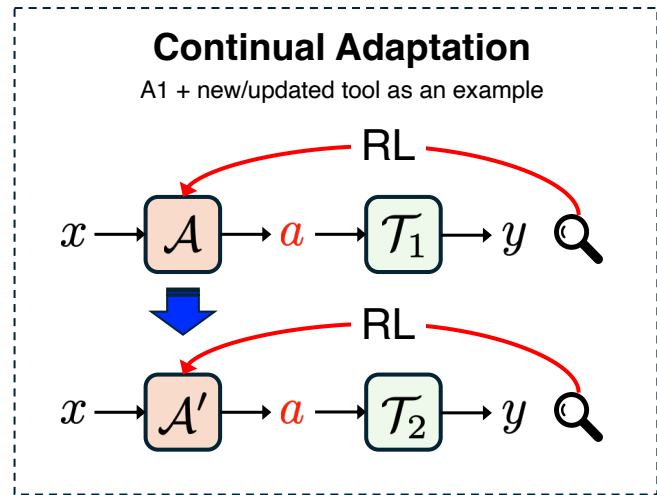 Continual Adaptation
A1 + new/updated tool as an example
RL
x 𝒜 a 𝒯₁ y
RL
x 𝒜′ a 𝒯₂ y